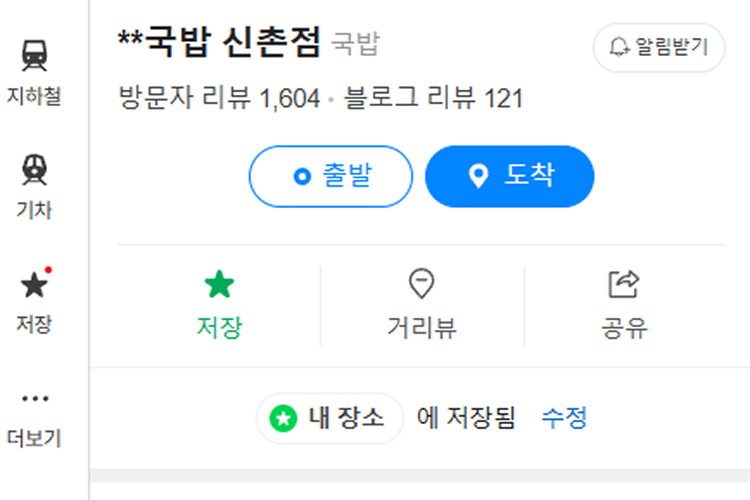 지하철
기차
저장
더보기
**국밥 신촌점 국밥
알림받기
방문자 리뷰 1,604 · 블로그 리뷰 121
출발
도착
저장
거리뷰
공유
내 장소 에 저장됨 수정